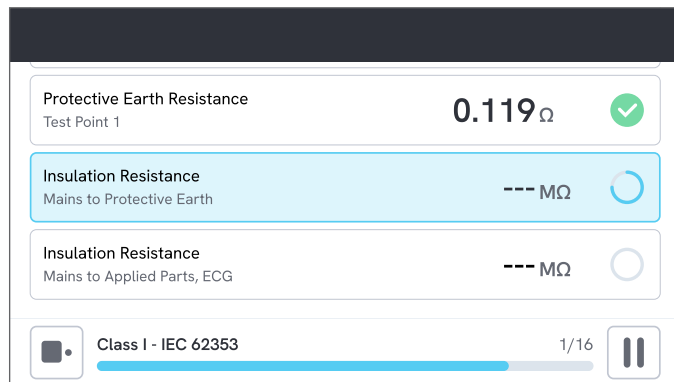 Protective Earth Resistance
Test Point 1
0.119 Ω
Insulation Resistance
Mains to Protective Earth
--- MΩ
Insulation Resistance
Mains to Applied Parts, ECG
--- MΩ
Class I - IEC 62353
1/16